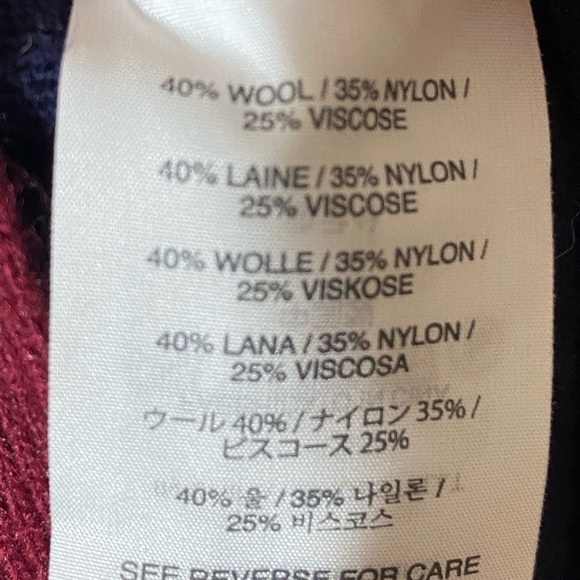 40% WOOL / 35% NYLON /
25% VISCOSE
40% LAINE / 35% NYLON /
25% VISCOSE
40% WOLLE / 35% NYLON /
25% VISKOSE
40% LANA / 35% NYLON /
25% VISCOSA
ウール 40% / ナイロン 35% /
ビスコース 25%
40% 울 / 35% 나일론 /
25% 비스코스
SEE REVERSE FOR CARE